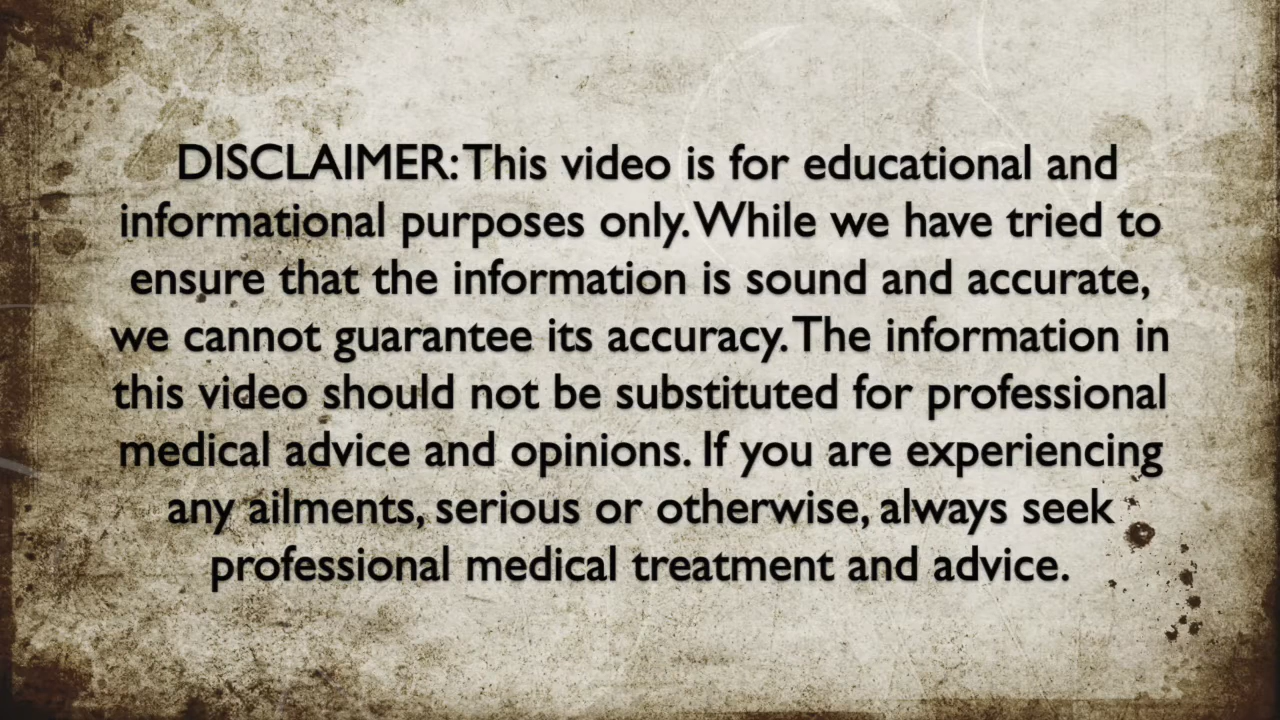 DISCLAIMER: This video is for educational and
informational purposes only. While we have tried to
ensure that the information is sound and accurate,
we cannot guarantee its accuracy. The information in
this video should not be substituted for professional
medical advice and opinions. If you are experiencing
any ailments, serious or otherwise, always seek
professional medical treatment and advice.